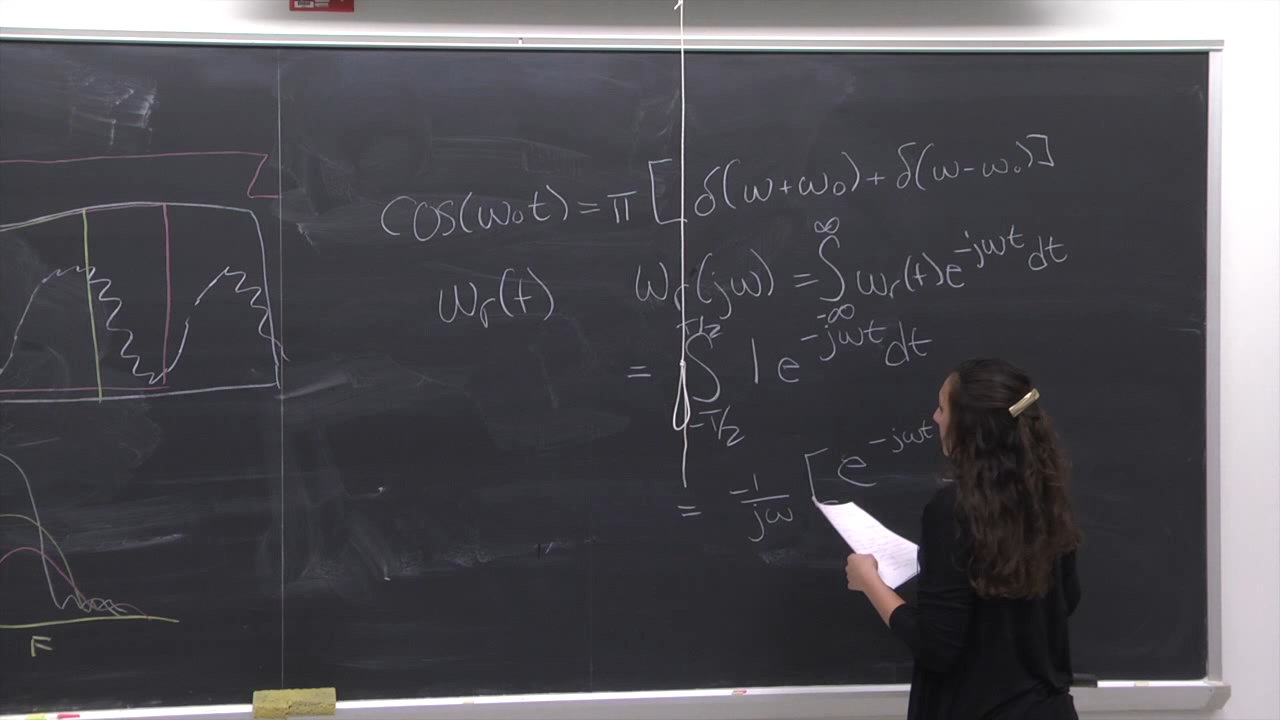 cos(ω₀t) = π [ δ(ω+ω₀) + δ(ω-ω₀) ]
wᵣ(t) Wᵣ(jω) = ∫_{-∞}^{∞} wᵣ(t) e^{-jωt} dt
= ∫_{-T/2}^{T/2} 1 e^{-jωt} dt
= -1/jω [ e^{-jωt}
F